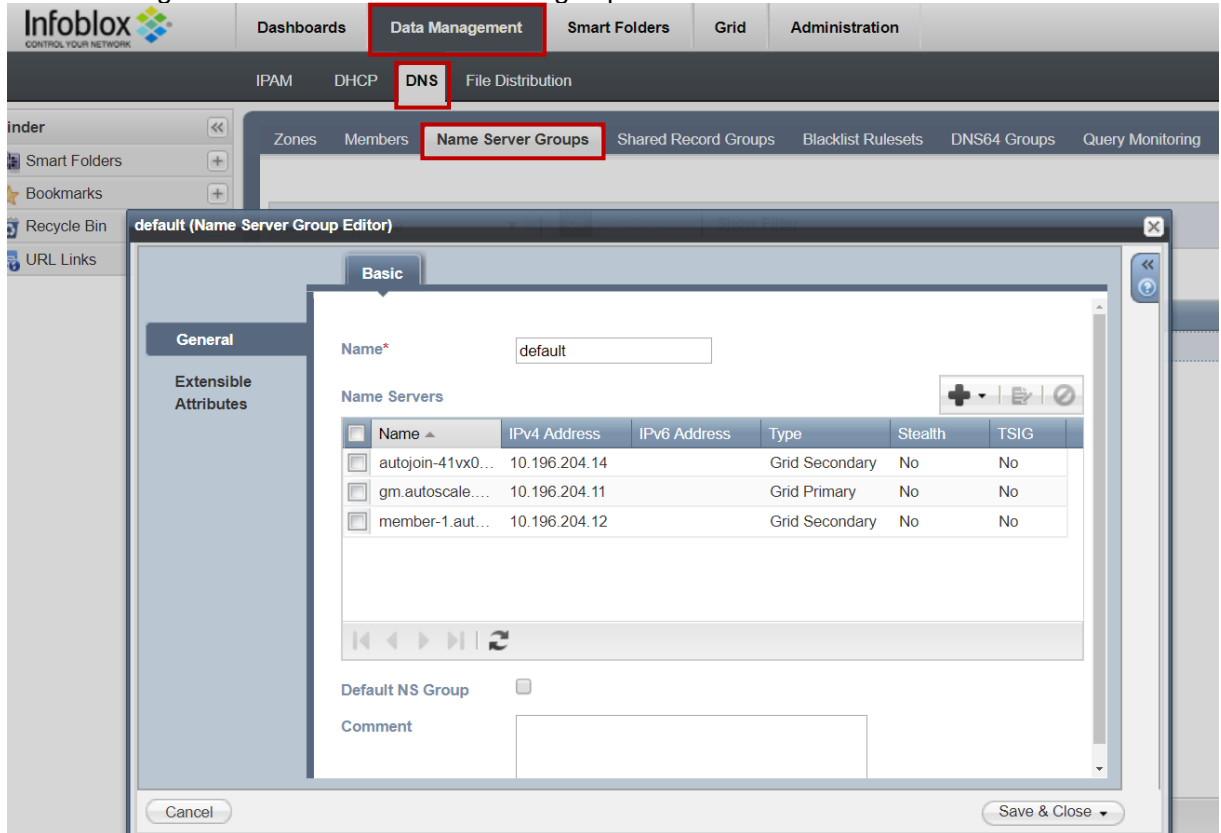 Infoblox
CONTROL YOUR NETWORK
Dashboards Data Management Smart Folders Grid Administration
IPAM DHCP DNS File Distribution
inder
Zones Members Name Server Groups Shared Record Groups Blacklist Rulesets DNS64 Groups Query Monitoring
Smart Folders
Bookmarks
Recycle Bin
URL Links
default (Name Server Group Editor)
Basic
General
Extensible
Attributes
Name* default
Name Servers
Name IPv4 Address IPv6 Address Type Stealth TSIG
autojoin-41vx0... 10.196.204.14 Grid Secondary No No
gm.autoscale.... 10.196.204.11 Grid Primary No No
member-1.aut... 10.196.204.12 Grid Secondary No No
Default NS Group
Comment
Cancel Save & Close